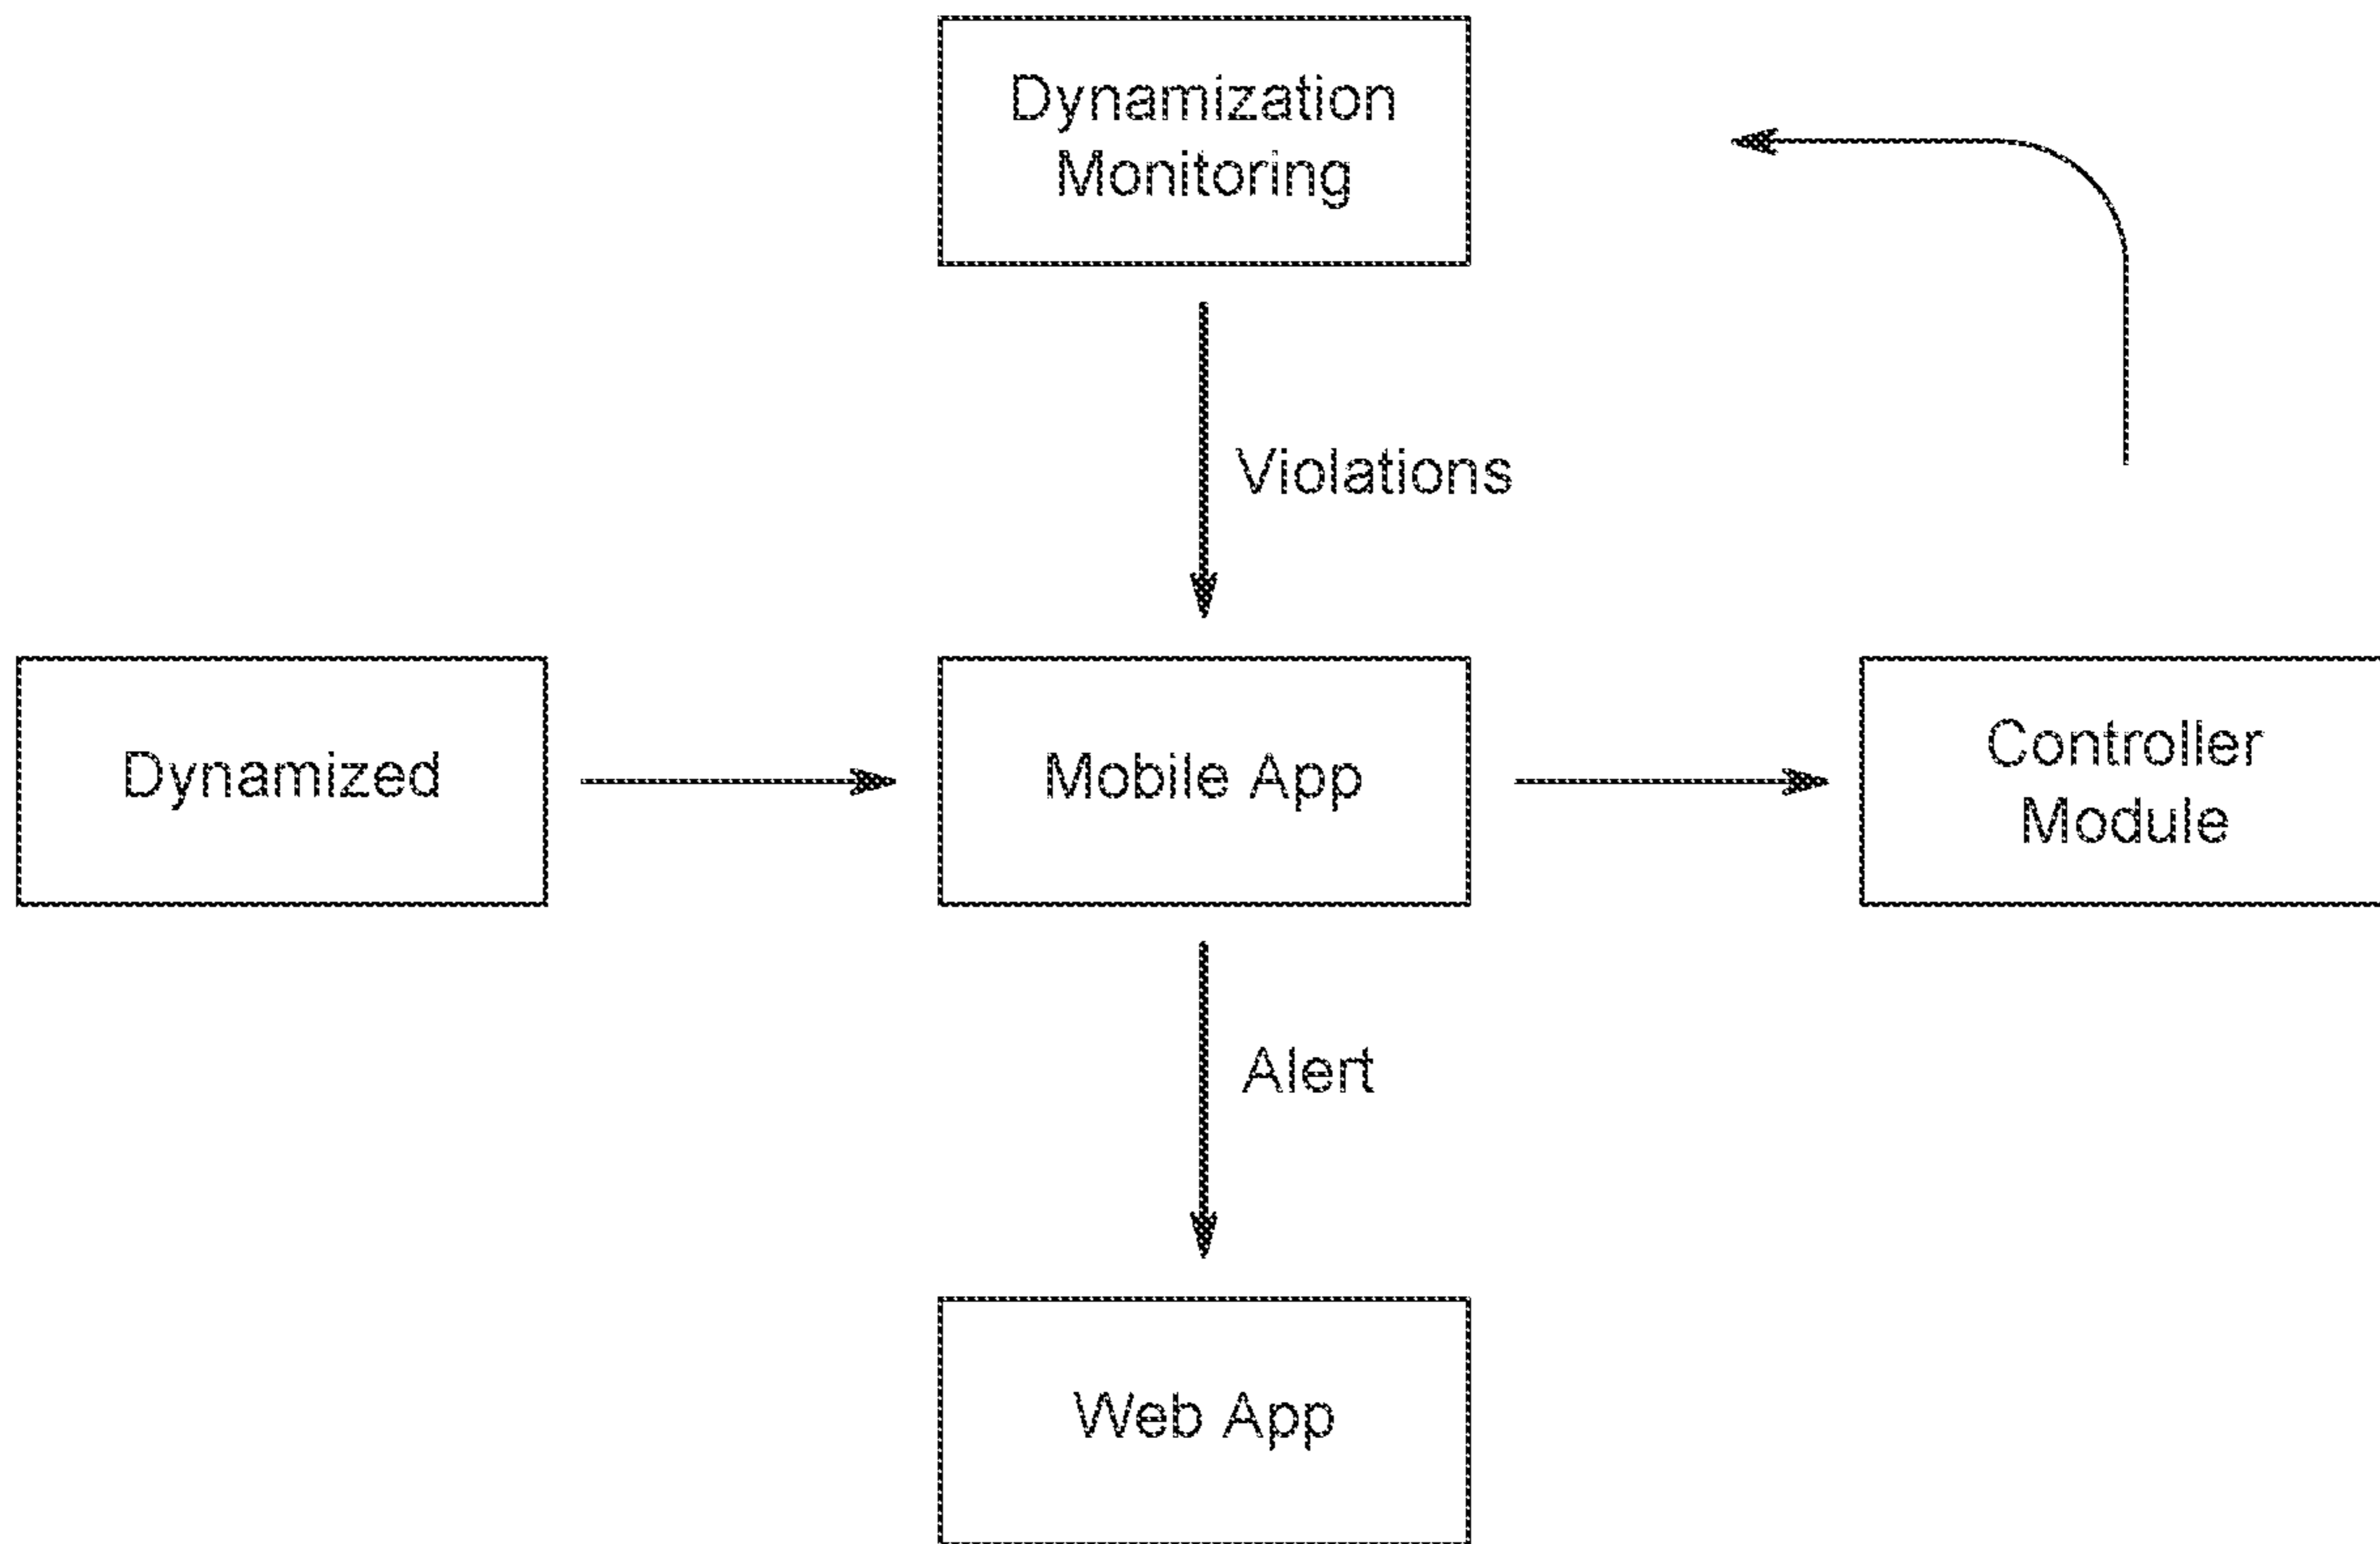 Dynamization
Monitoring
Violations
Dynamized
Mobile App
Controller
Module
Alert
Web App